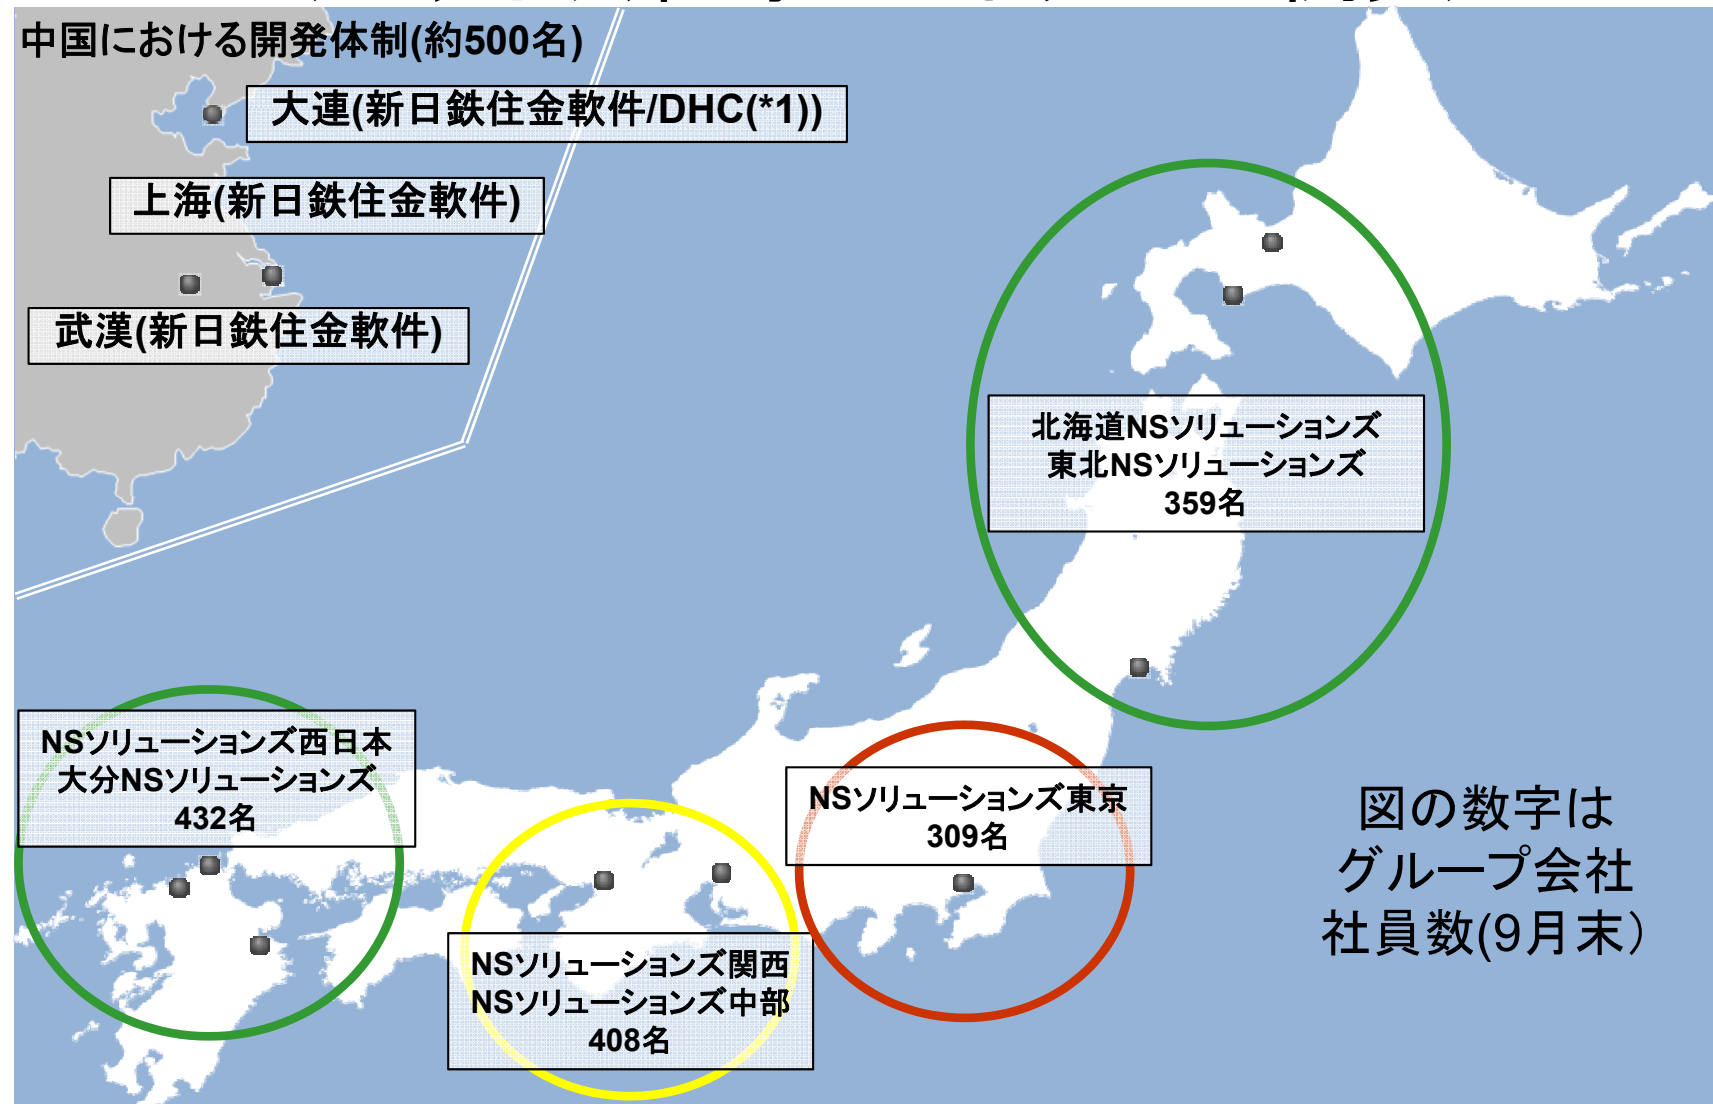 中国における開発体制(約500名)
大連(新日鉄住金軟件/DHC(*1))
上海(新日鉄住金軟件)
武漢(新日鉄住金軟件)
北海道NSソリューションズ
東北NSソリューションズ
359名
NSソリューションズ西日本
大分NSソリューションズ
432名
NSソリューションズ東京
309名
NSソリューションズ関西
NSソリューションズ中部
408名
図の数字は
グループ会社
社員数(9月末）